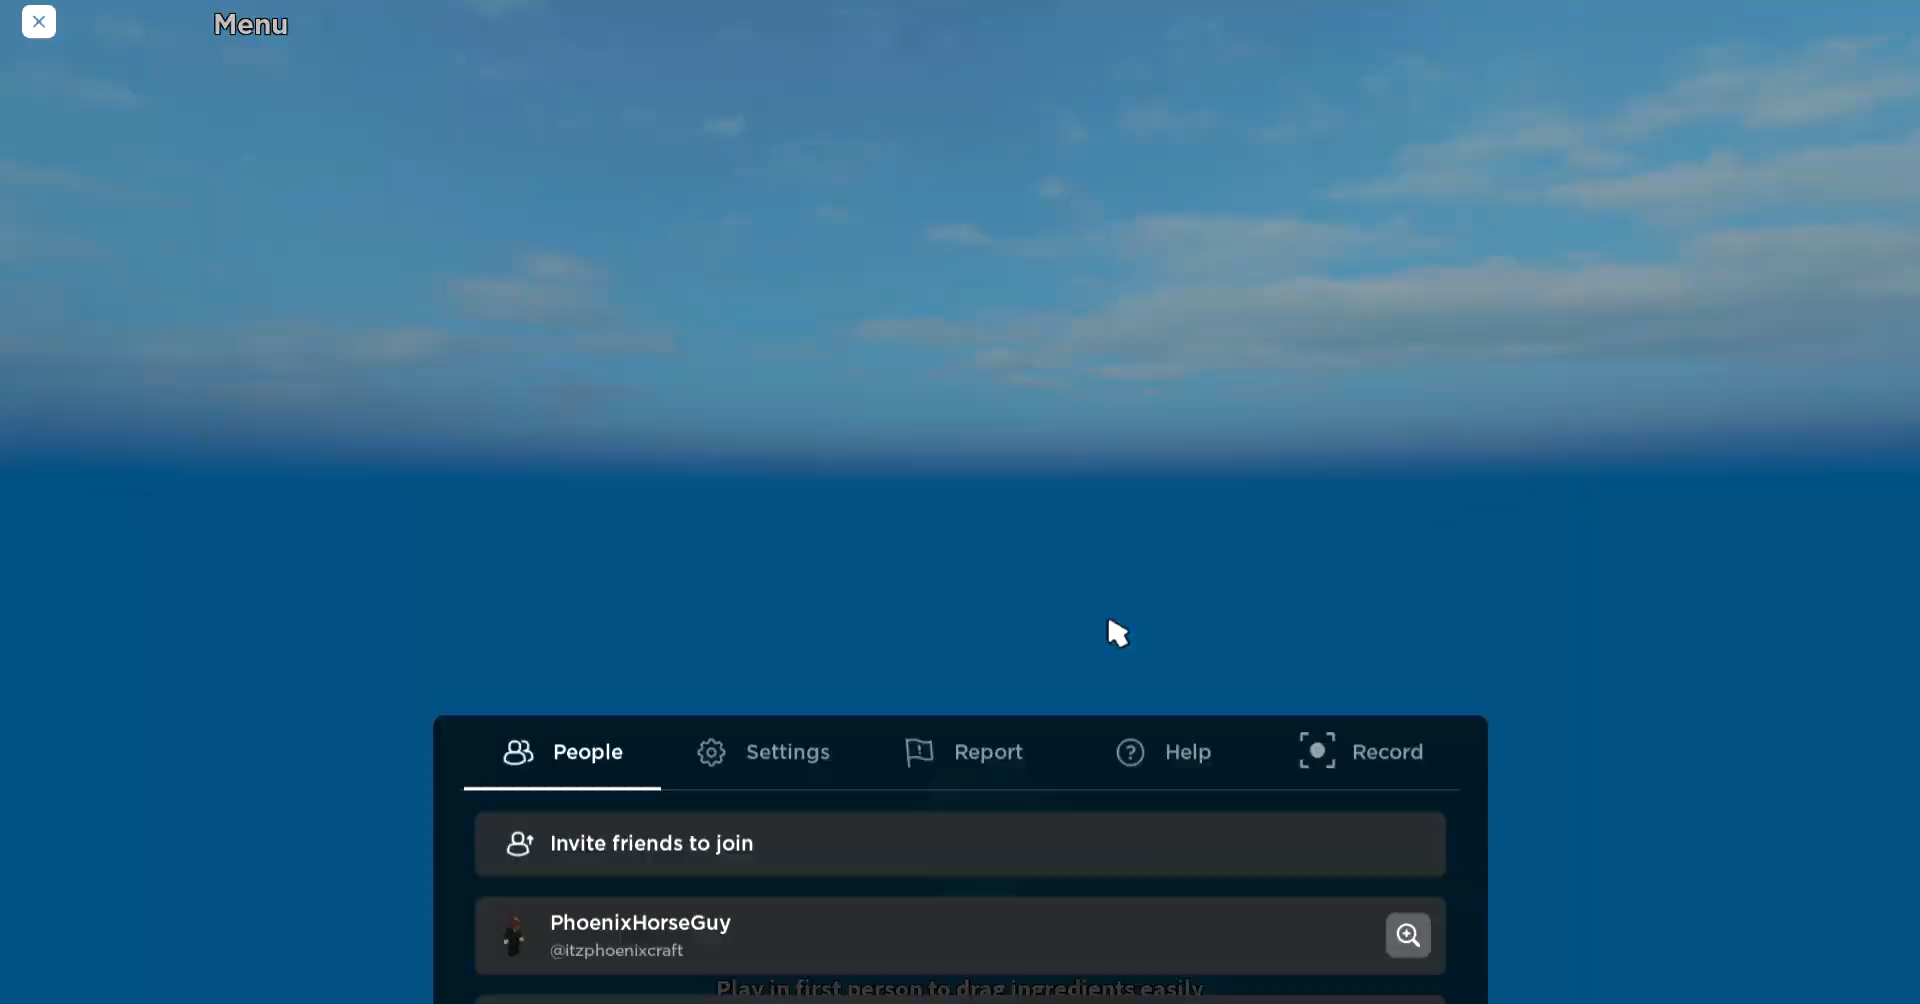 Menu
People
Settings
Report
Help
Record
Invite friends to join
PhoenixHorseGuy
@itzphoenixcraft
Play in first person to drag ingredients easily